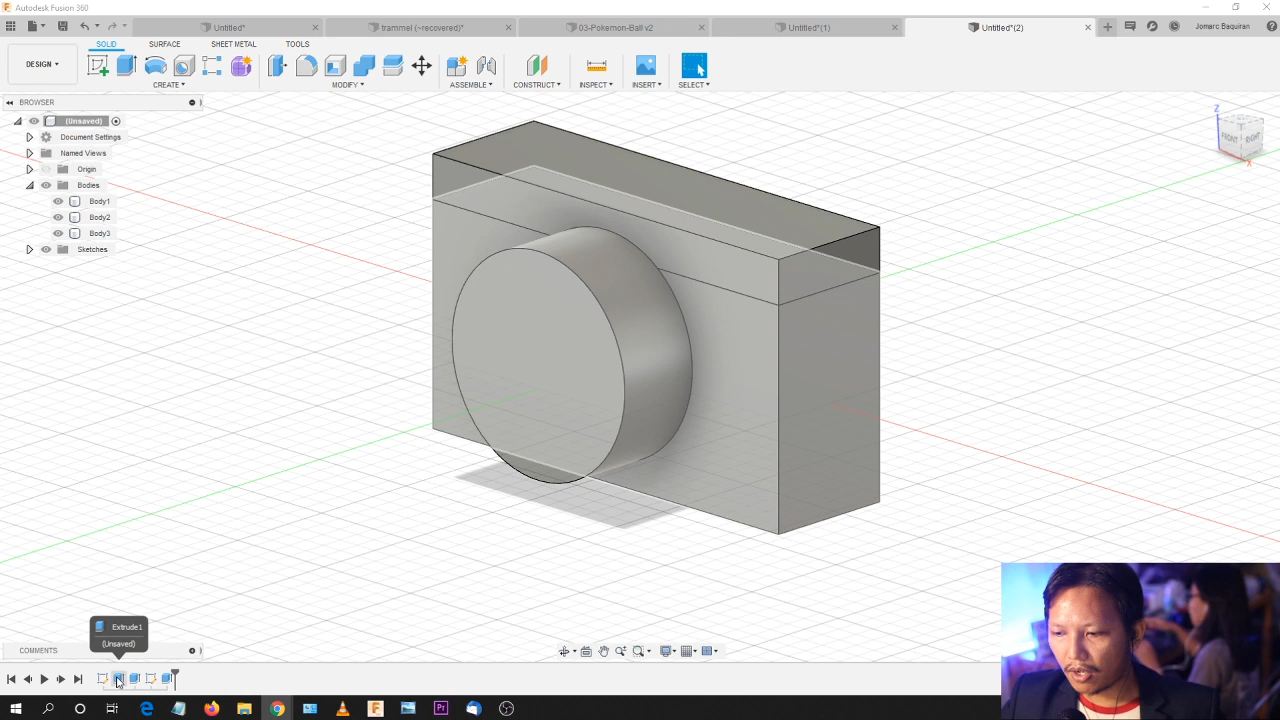 Autodesk Fusion 360
Untitled*
trammel (~recovered)*
03-Pokemon-Ball v2
Untitled*(1)
Untitled*(2)
Jomarc Baquiran
SOLID
SURFACE
SHEET METAL
TOOLS
DESIGN
CREATE
MODIFY
ASSEMBLE
CONSTRUCT
INSPECT
INSERT
SELECT
BROWSER
(Unsaved)
Document Settings
Named Views
Origin
Bodies
Body1
Body2
Body3
Sketches
Z
FRONT
RIGHT
X
Extrude1
(Unsaved)
COMMENTS